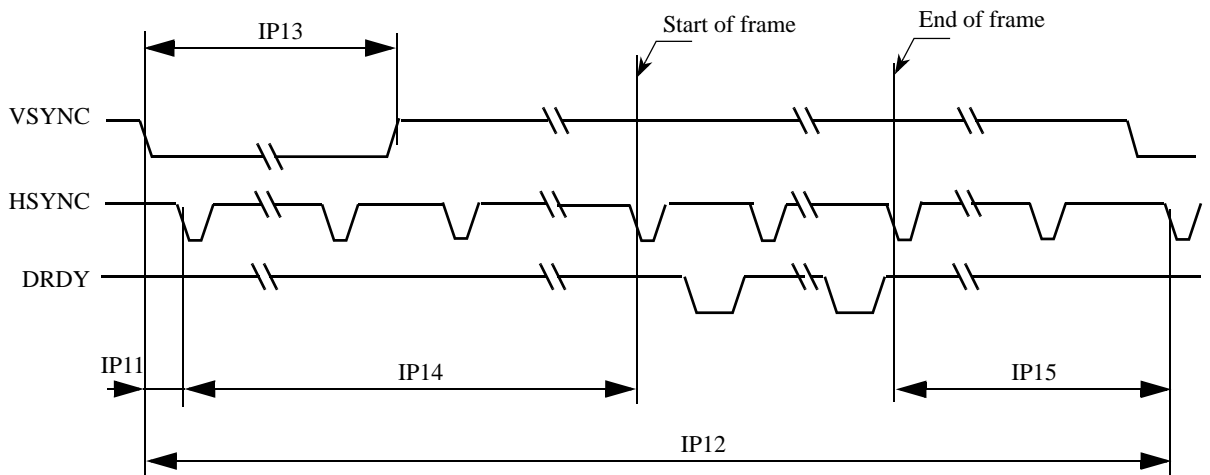 IP13
Start of frame
End of frame
VSYNC
HSYNC
DRDY
IP11
IP14
IP15
IP12